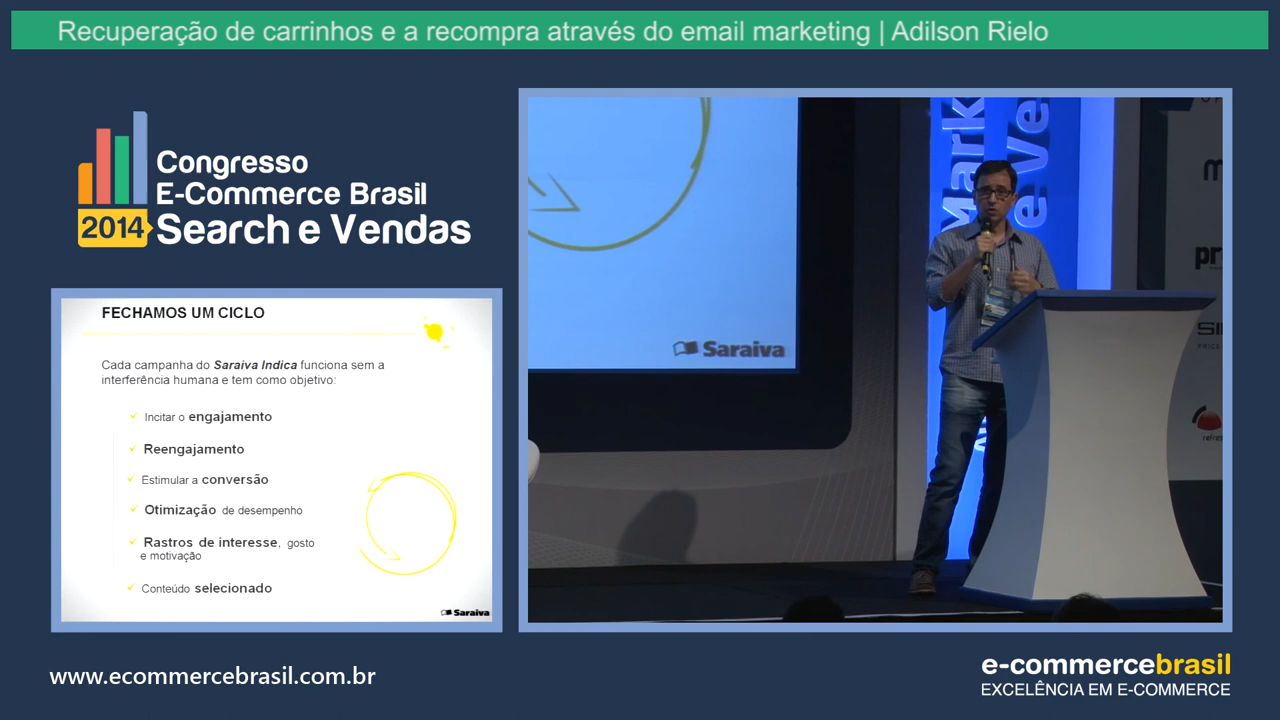 Recuperação de carrinhos e a recompra através do email marketing | Adilson Rielo
Congresso
E-Commerce Brasil
2014
Search e Vendas
FECHAMOS UM CICLO
Cada campanha do Saraiva Indica funciona sem a
interferência humana e tem como objetivo:
Incitar o engajamento
Reengajamento
Estimular a conversão
Otimização de desempenho
Rastros de interesse, gosto
e motivação
Conteúdo selecionado
Saraiva
Saraiva
Mark
e Ve
www.ecommercebrasil.com.br
e-commercebrasil
EXCELÊNCIA EM E-COMMERCE